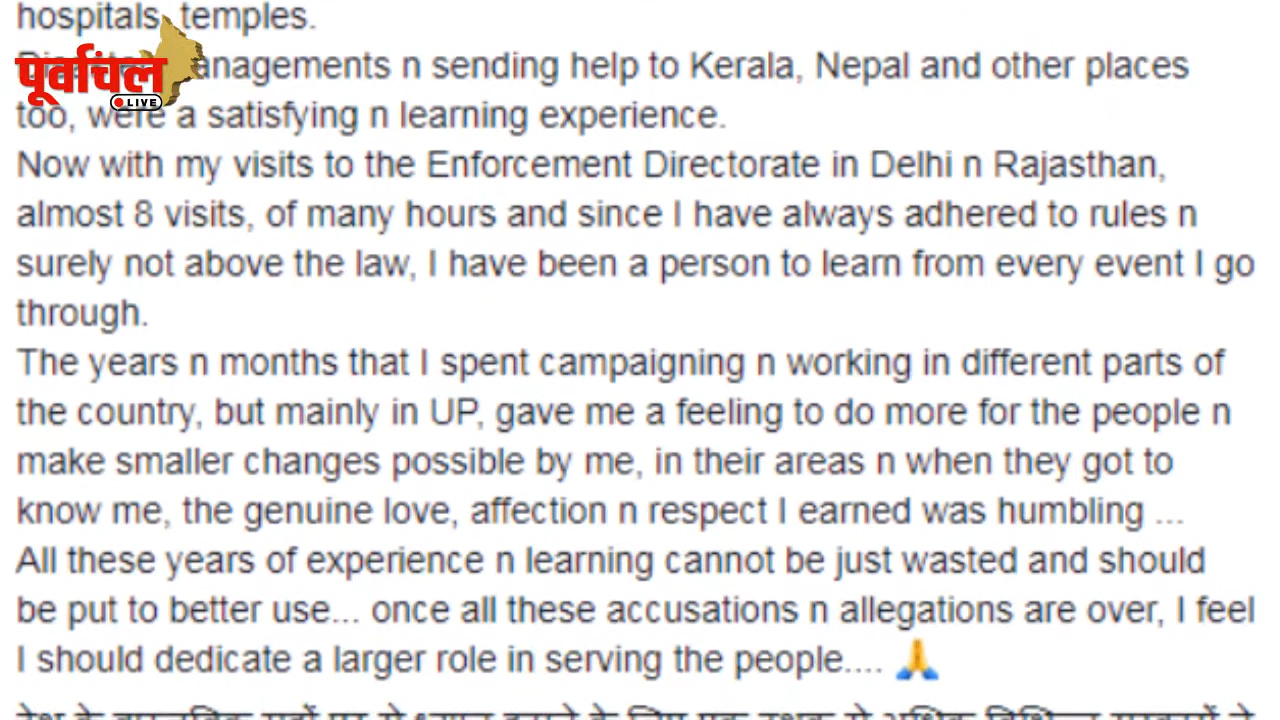 hospitals, temples.
managements n sending help to Kerala, Nepal and other places
पूर्वांचल
LIVE
too, were a satisfying n learning experience.
Now with my visits to the Enforcement Directorate in Delhi n Rajasthan,
almost 8 visits, of many hours and since I have always adhered to rules n
surely not above the law, I have been a person to learn from every event I go
through.
The years n months that I spent campaigning n working in different parts of
the country, but mainly in UP, gave me a feeling to do more for the people n
make smaller changes possible by me, in their areas n when they got to
know me, the genuine love, affection n respect I earned was humbling ...
All these years of experience n learning cannot be just wasted and should
be put to better use... once all these accusations n allegations are over, I feel
I should dedicate a larger role in serving the people.... 🙏